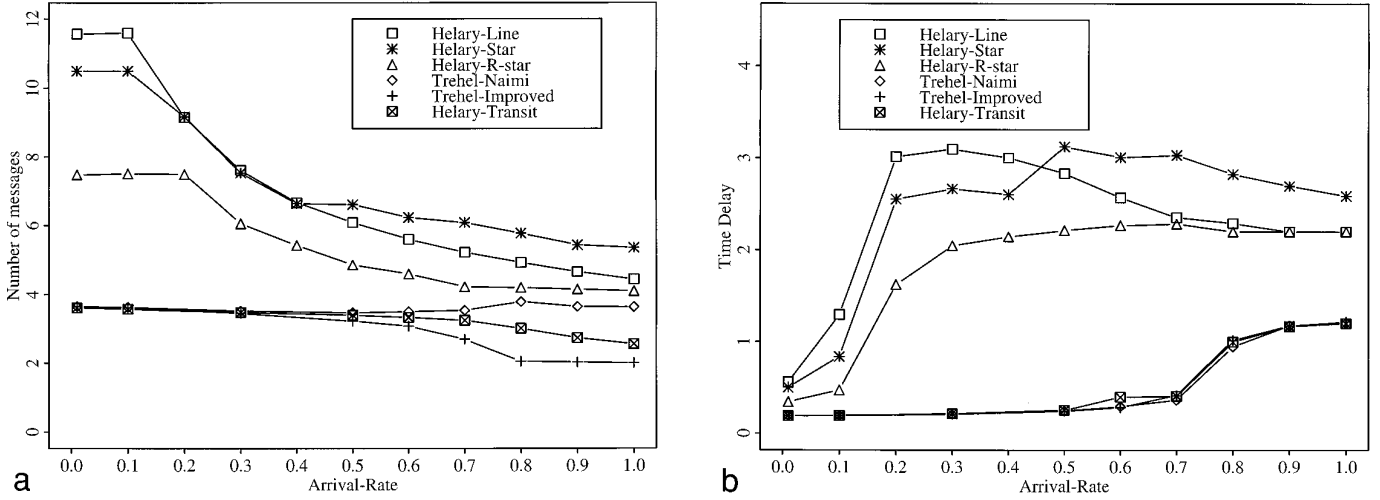 12
10
8
6
4
2
0
Number of messages
Helary-Line
Helary-Star
Helary-R-star
Trehel-Naimi
Trehel-Improved
Helary-Transit
0.0 0.1 0.2 0.3 0.4 0.5 0.6 0.7 0.8 0.9 1.0
Arrival-Rate
a
4
3
2
1
0
Time Delay
Helary-Line
Helary-Star
Helary-R-star
Trehel-Naimi
Trehel-Improved
Helary-Transit
0.0 0.1 0.2 0.3 0.4 0.5 0.6 0.7 0.8 0.9 1.0
Arrival-Rate
b